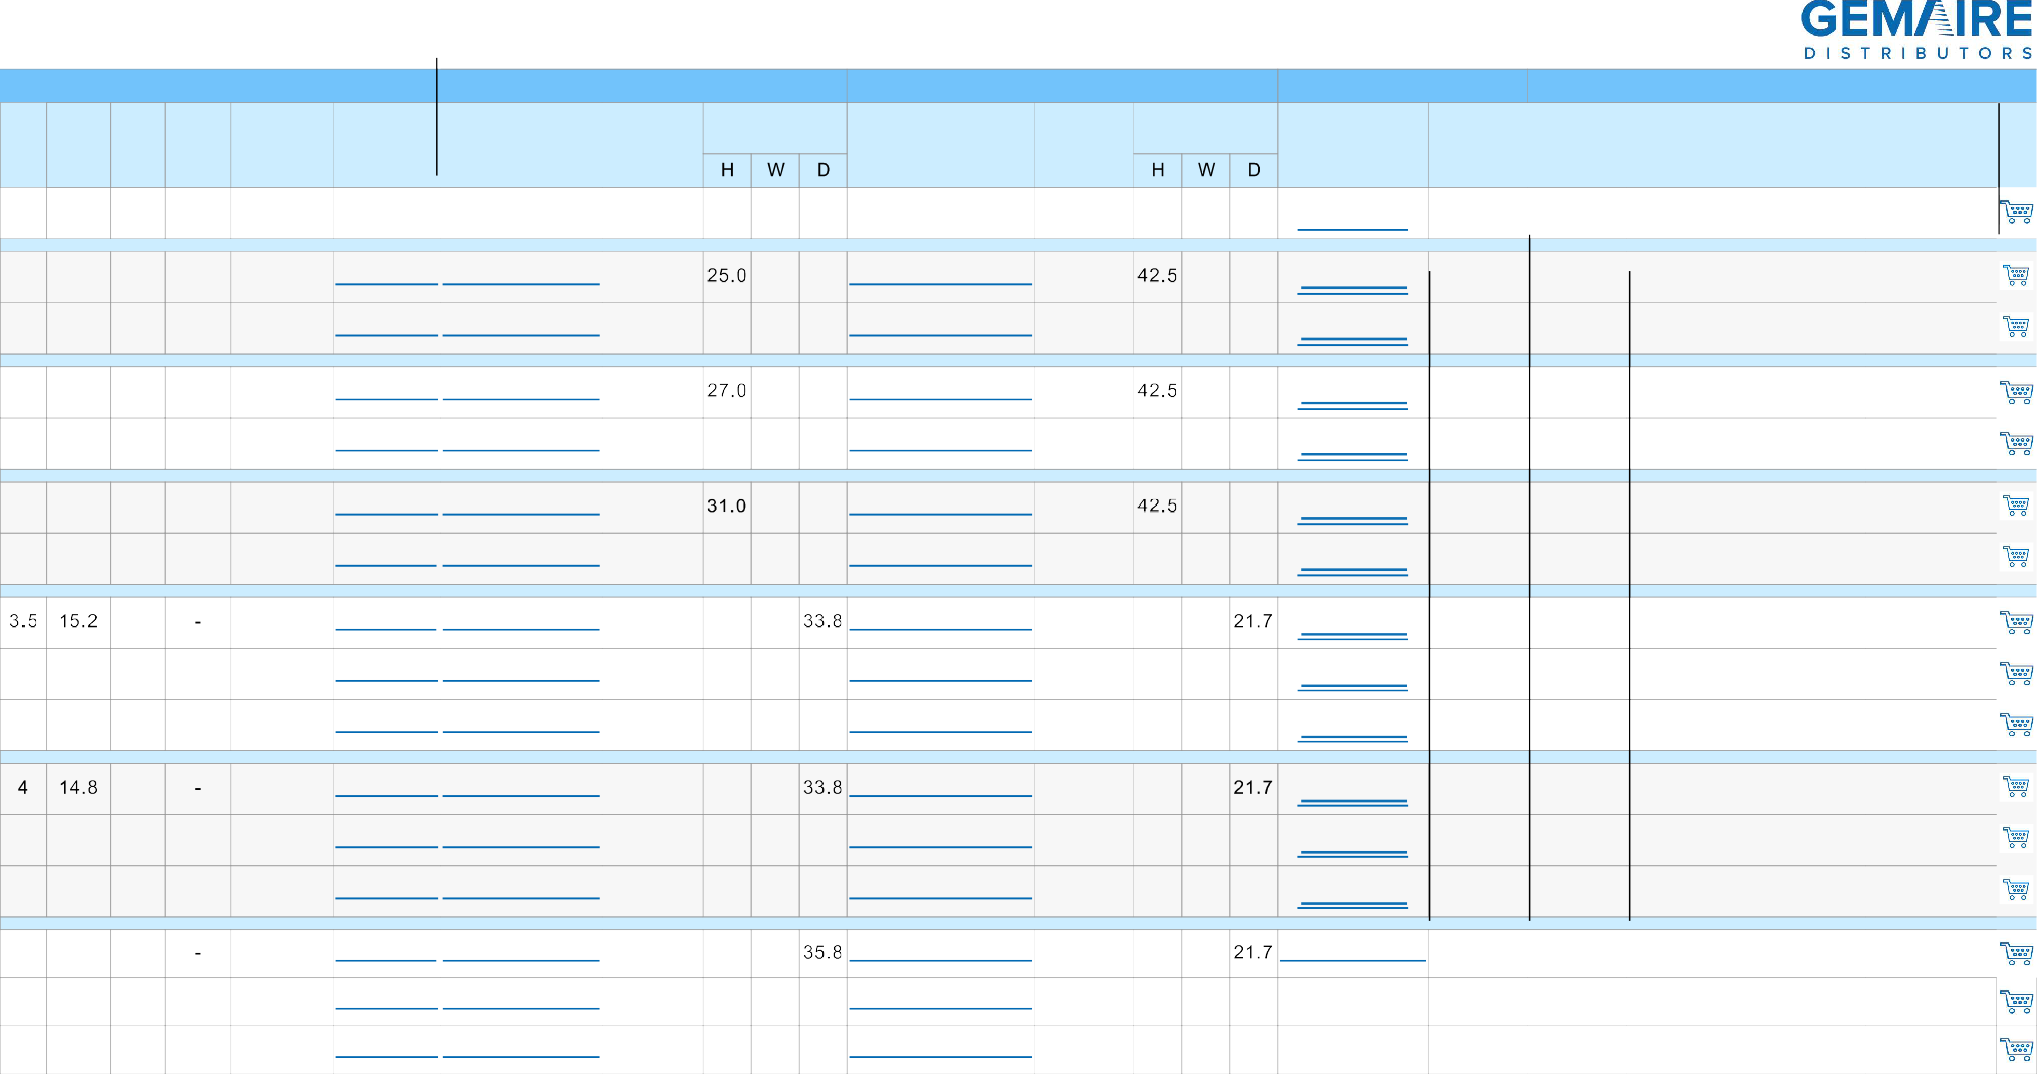 GEMAIRE
DISTRIBUTORS
H W D H W D
25.0 42.5
27.0 42.5
31.0 42.5
3.5 15.2 - 33.8 21.7
4 14.8 - 33.8 21.7
- 35.8 21.7